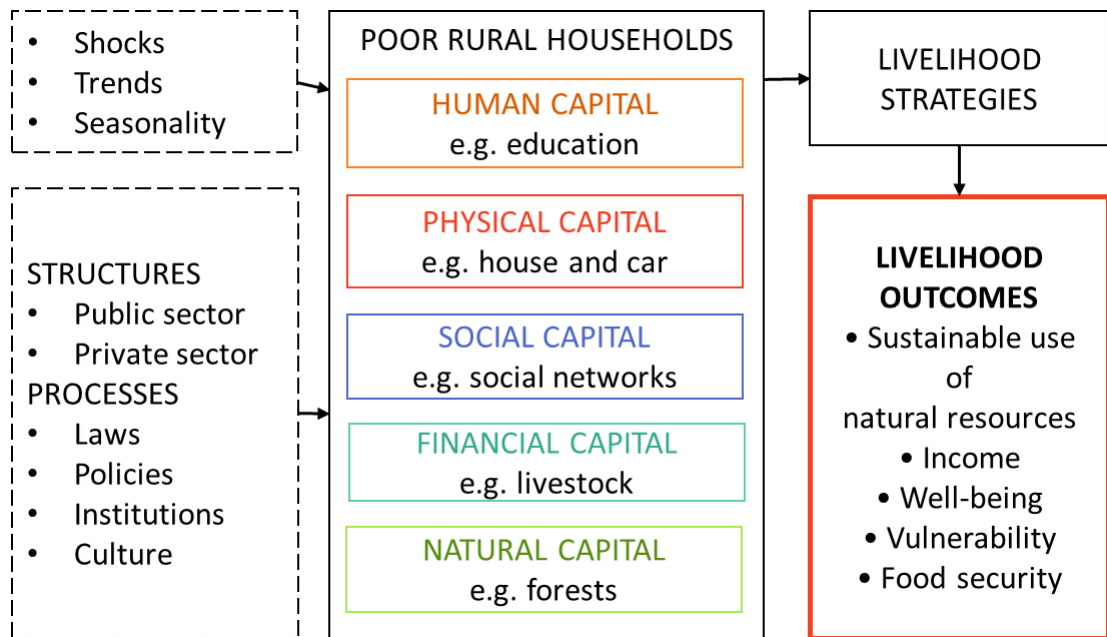 • Shocks
• Trends
• Seasonality
STRUCTURES
• Public sector
• Private sector
PROCESSES
• Laws
• Policies
• Institutions
• Culture
POOR RURAL HOUSEHOLDS
HUMAN CAPITAL
e.g. education
PHYSICAL CAPITAL
e.g. house and car
SOCIAL CAPITAL
e.g. social networks
FINANCIAL CAPITAL
e.g. livestock
NATURAL CAPITAL
e.g. forests
LIVELIHOOD
STRATEGIES
LIVELIHOOD
OUTCOMES
• Sustainable use
of
natural resources
• Income
• Well-being
• Vulnerability
• Food security